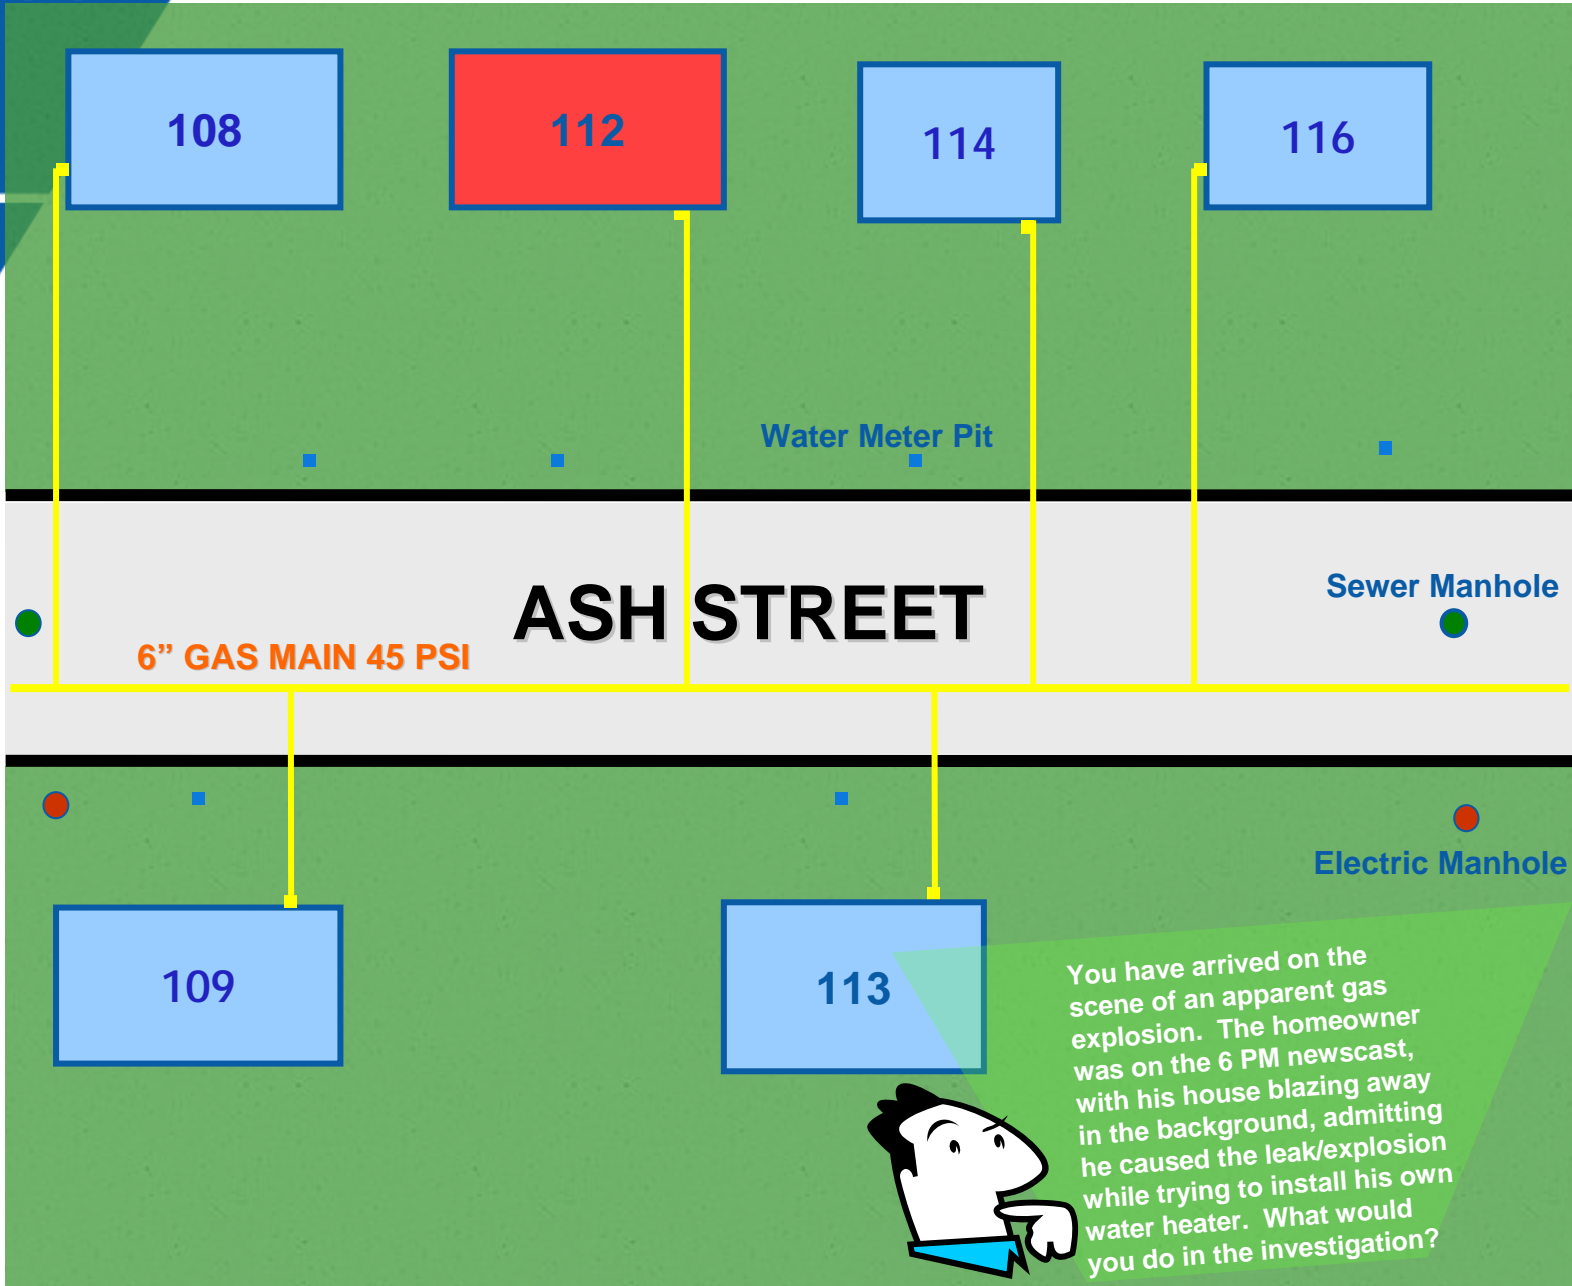 108
112
114
116
Water Meter Pit
ASH STREET
Sewer Manhole
6” GAS MAIN 45 PSI
Electric Manhole
109
113
You have arrived on the
scene of an apparent gas
explosion. The homeowner
was on the 6 PM newscast,
with his house blazing away
in the background, admitting
he caused the leak/explosion
while trying to install his own
water heater. What would
you do in the investigation?